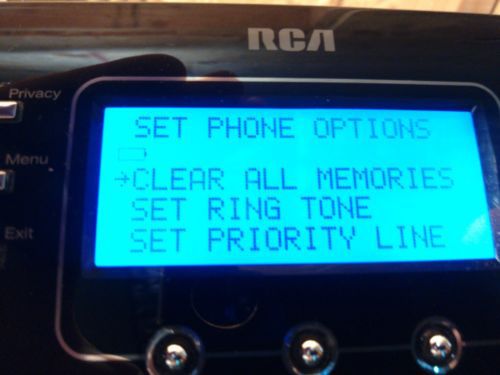 RCA
Privacy
Menu
Exit
SET PHONE OPTIONS
→CLEAR ALL MEMORIES
SET RING TONE
SET PRIORITY LINE